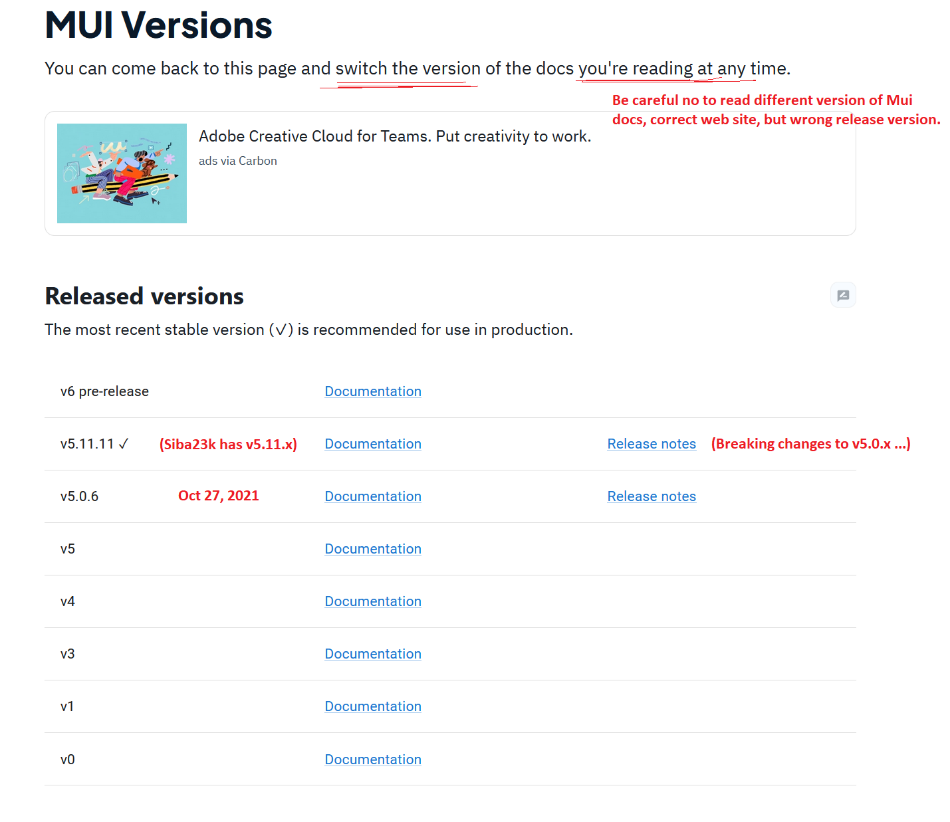 MUI Versions
You can come back to this page and switch the version of the docs you're reading at any time.
Be careful no to read different version of Mui
docs, correct web site, but wrong release version.
Adobe Creative Cloud for Teams. Put creativity to work.
ads via Carbon
Released versions
The most recent stable version (✓) is recommended for use in production.
v6 pre-release Documentation
v5.11.11 ✓ (Siba23k has v5.11.x) Documentation Release notes (Breaking changes to v5.0.x ...)
v5.0.6 Oct 27, 2021 Documentation Release notes
v5 Documentation
v4 Documentation
v3 Documentation
v1 Documentation
v0 Documentation